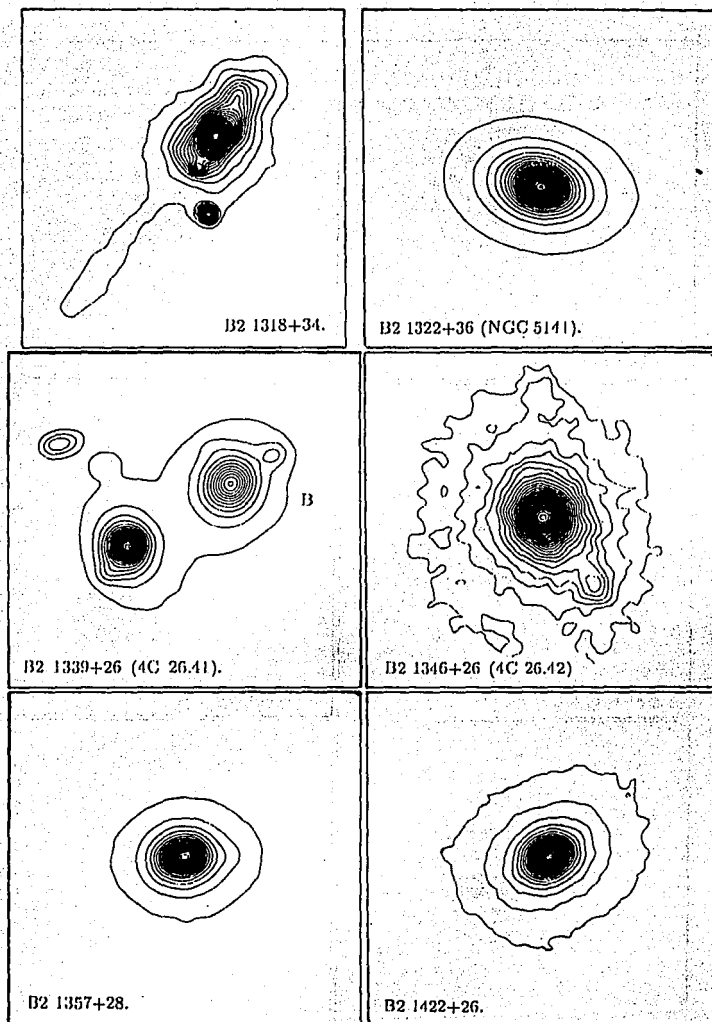 B2 1318+34.
B2 1322+36 (NGC 5141).
B
B2 1339+26 (4C 26.41).
B2 1346+26 (4C 26.42)
B2 1357+28.
B2 1422+26.